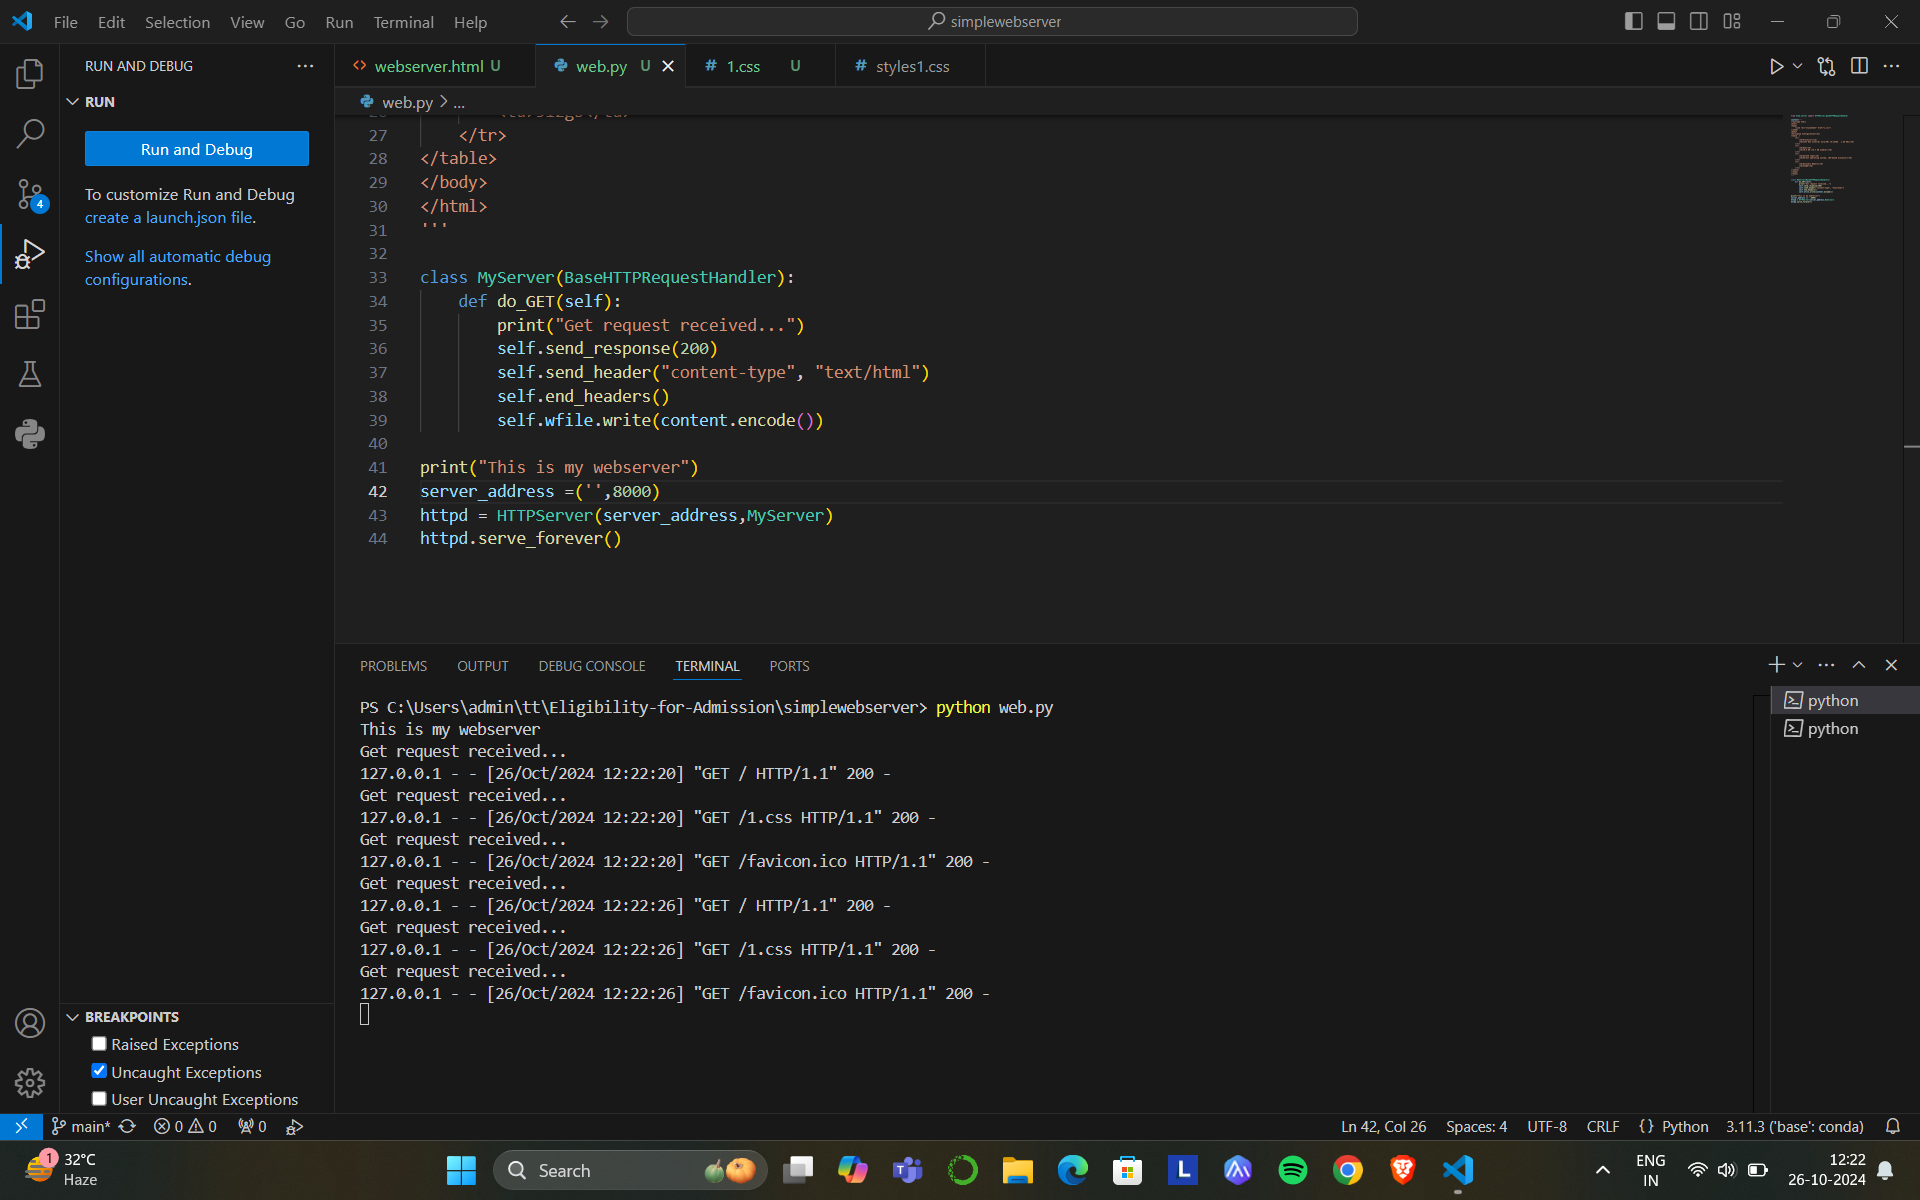 File Edit Selection View Go Run Terminal Help
simplewebserver
RUN AND DEBUG
RUN
Run and Debug
To customize Run and Debug
create a launch.json file.
Show all automatic debug
configurations.
4
webserver.html U
web.py U
# 1.css U
# styles1.css
web.py > ...
27 </tr>
28 </table>
29 </body>
30 </html>
31 '''
32
33 class MyServer(BaseHTTPRequestHandler):
34 def do_GET(self):
35 print("Get request received...")
36 self.send_response(200)
37 self.send_header("content-type", "text/html")
38 self.end_headers()
39 self.wfile.write(content.encode())
40
41 print("This is my webserver")
42 server_address =('',8000)
43 httpd = HTTPServer(server_address,MyServer)
44 httpd.serve_forever()
PROBLEMS OUTPUT DEBUG CONSOLE TERMINAL PORTS
PS C:\Users\admin\tt\Eligibility-for-Admission\simplewebserver> python web.py
This is my webserver
Get request received...
127.0.0.1 - - [26/Oct/2024 12:22:20] "GET / HTTP/1.1" 200 -
Get request received...
127.0.0.1 - - [26/Oct/2024 12:22:20] "GET /1.css HTTP/1.1" 200 -
Get request received...
127.0.0.1 - - [26/Oct/2024 12:22:20] "GET /favicon.ico HTTP/1.1" 200 -
Get request received...
127.0.0.1 - - [26/Oct/2024 12:22:26] "GET / HTTP/1.1" 200 -
Get request received...
127.0.0.1 - - [26/Oct/2024 12:22:26] "GET /1.css HTTP/1.1" 200 -
Get request received...
127.0.0.1 - - [26/Oct/2024 12:22:26] "GET /favicon.ico HTTP/1.1" 200 -
python
python
BREAKPOINTS
Raised Exceptions
Uncaught Exceptions
User Uncaught Exceptions
main* 0 0 0
Ln 42, Col 26 Spaces: 4 UTF-8 CRLF {} Python 3.11.3 ('base': conda)
1
32°C
Haze
Search
L
ENG
IN
12:22
26-10-2024